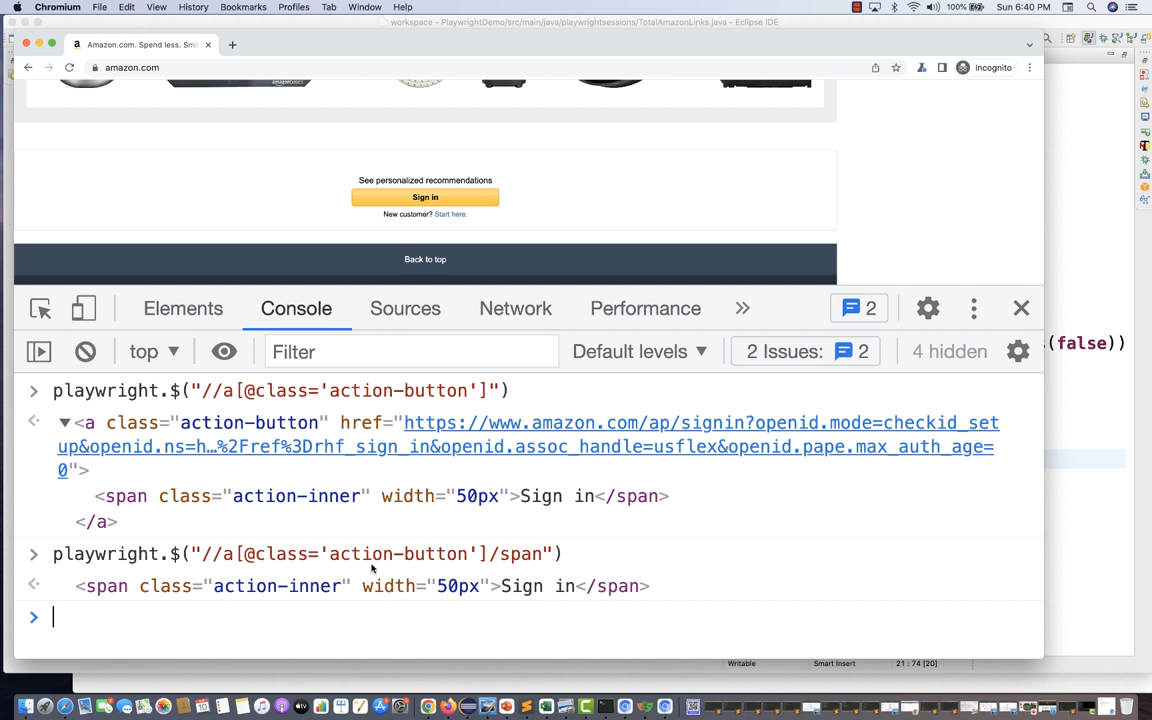 Chromium File Edit View History Bookmarks Profiles Tab Window Help 100% Sun 6:40 PM
workspace - PlaywrightDemo/src/main/java/playwrightsessions/TotalAmazonLinks.java - Eclipse IDE
Amazon.com. Spend less. Smi
amazon.com
Incognito
See personalized recommendations
Sign in
New customer? Start here.
Back to top
Elements Console Sources Network Performance 2
top Filter Default levels 2 Issues: 2 4 hidden
(false))
playwright.$("//a[@class='action-button']")
<a class="action-button" href="https://www.amazon.com/ap/signin?openid.mode=checkid_set
up&openid.ns=h…%2Fref%3Drhf_sign_in&openid.assoc_handle=usflex&openid.pape.max_auth_age=
0">
<span class="action-inner" width="50px">Sign in</span>
</a>
playwright.$("//a[@class='action-button']/span")
<span class="action-inner" width="50px">Sign in</span>
Writable Smart Insert 21 : 74 [20]